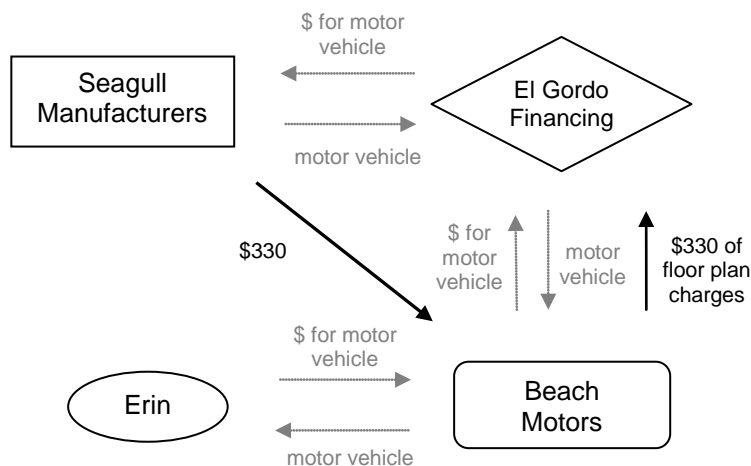 $ for motor
vehicle
Seagull
Manufacturers
El Gordo
Financing
motor vehicle
$330
$ for
motor
vehicle
motor
vehicle
$330 of
floor plan
charges
$ for motor
vehicle
Erin
Beach
Motors
motor vehicle